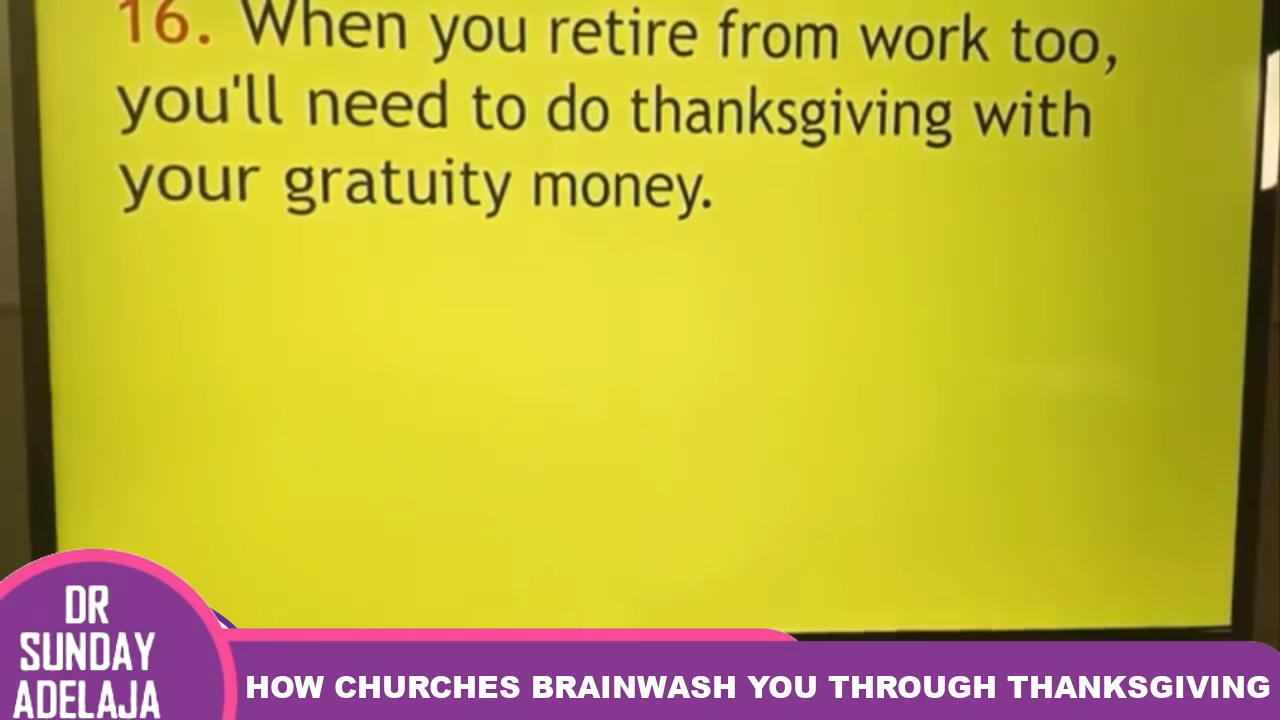 16. When you retire from work too,
you'll need to do thanksgiving with
your gratuity money.
DR
SUNDAY
ADELAJA
HOW CHURCHES BRAINWASH YOU THROUGH THANKSGIVING